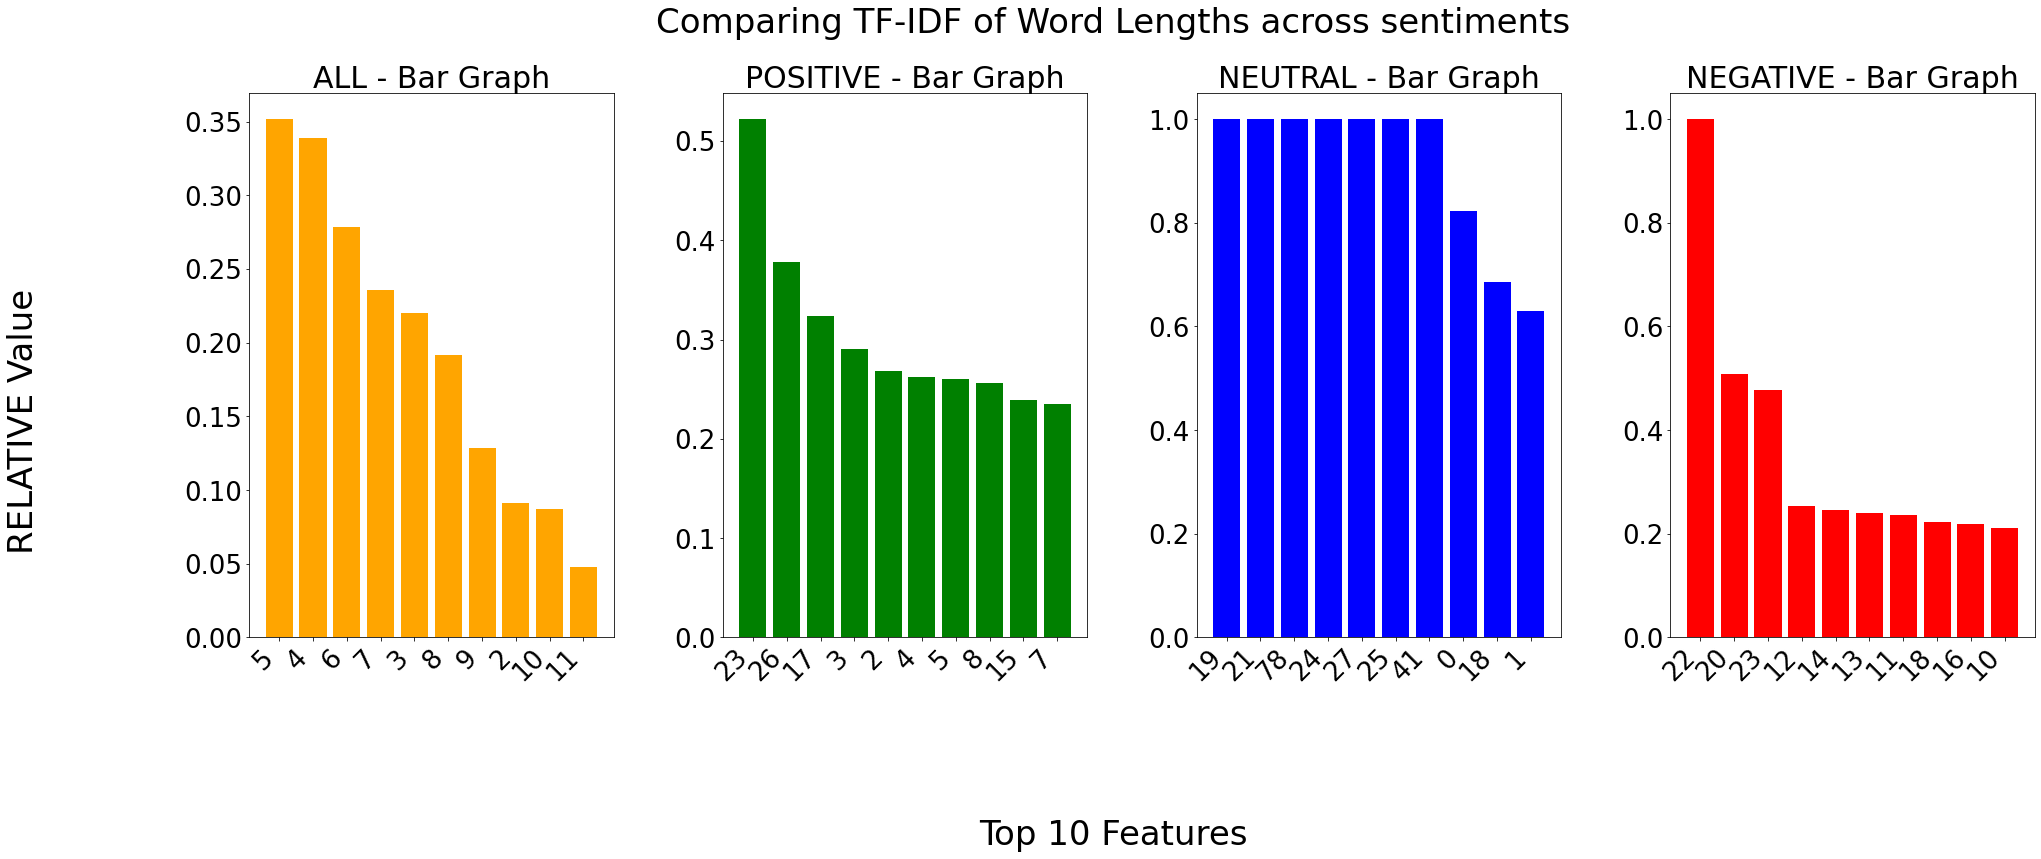 Comparing TF-IDF of Word Lengths across sentiments
ALL - Bar Graph
0.35
0.30
0.25
0.20
0.15
0.10
0.05
0.00
5 4 6 7 3 8 9 2 10 11
POSITIVE - Bar Graph
0.5
0.4
0.3
0.2
0.1
0.0
23 26 17 3 2 4 5 8 15 7
NEUTRAL - Bar Graph
1.0
0.8
0.6
0.4
0.2
0.0
19 21 78 24 27 25 41 0 18 1
NEGATIVE - Bar Graph
1.0
0.8
0.6
0.4
0.2
0.0
22 20 23 12 14 13 11 18 16 10
RELATIVE Value
Top 10 Features